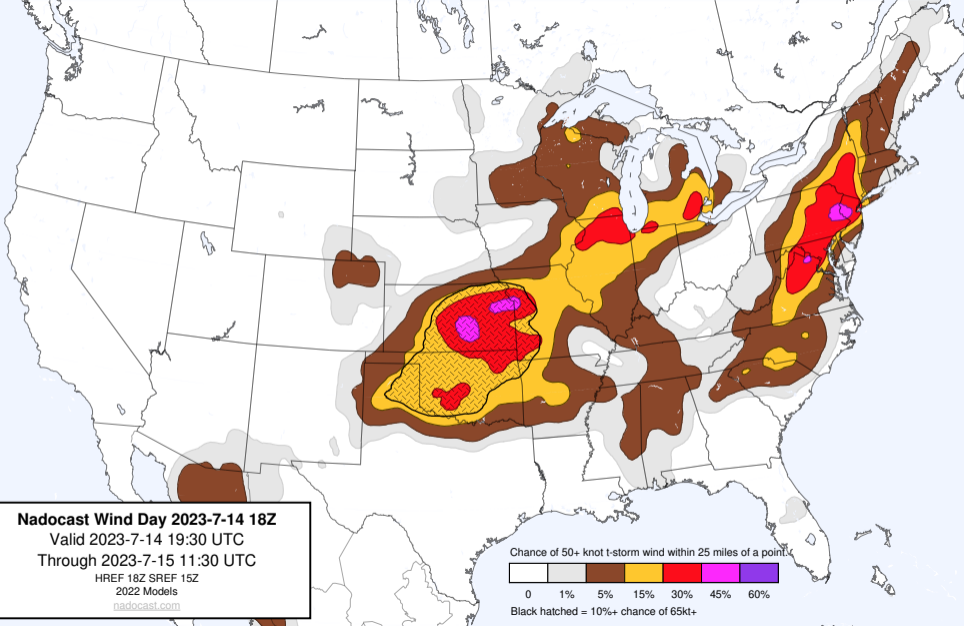 Nadocast Wind Day 2023-7-14 18Z
Valid 2023-7-14 19:30 UTC
Through 2023-7-15 11:30 UTC
HREF 18Z SREF 15Z
2022 Models
nadocast.com
Chance of 50+ knot t-storm wind within 25 miles of a point.
0 1% 5% 15% 30% 45% 60%
Black hatched = 10%+ chance of 65kt+